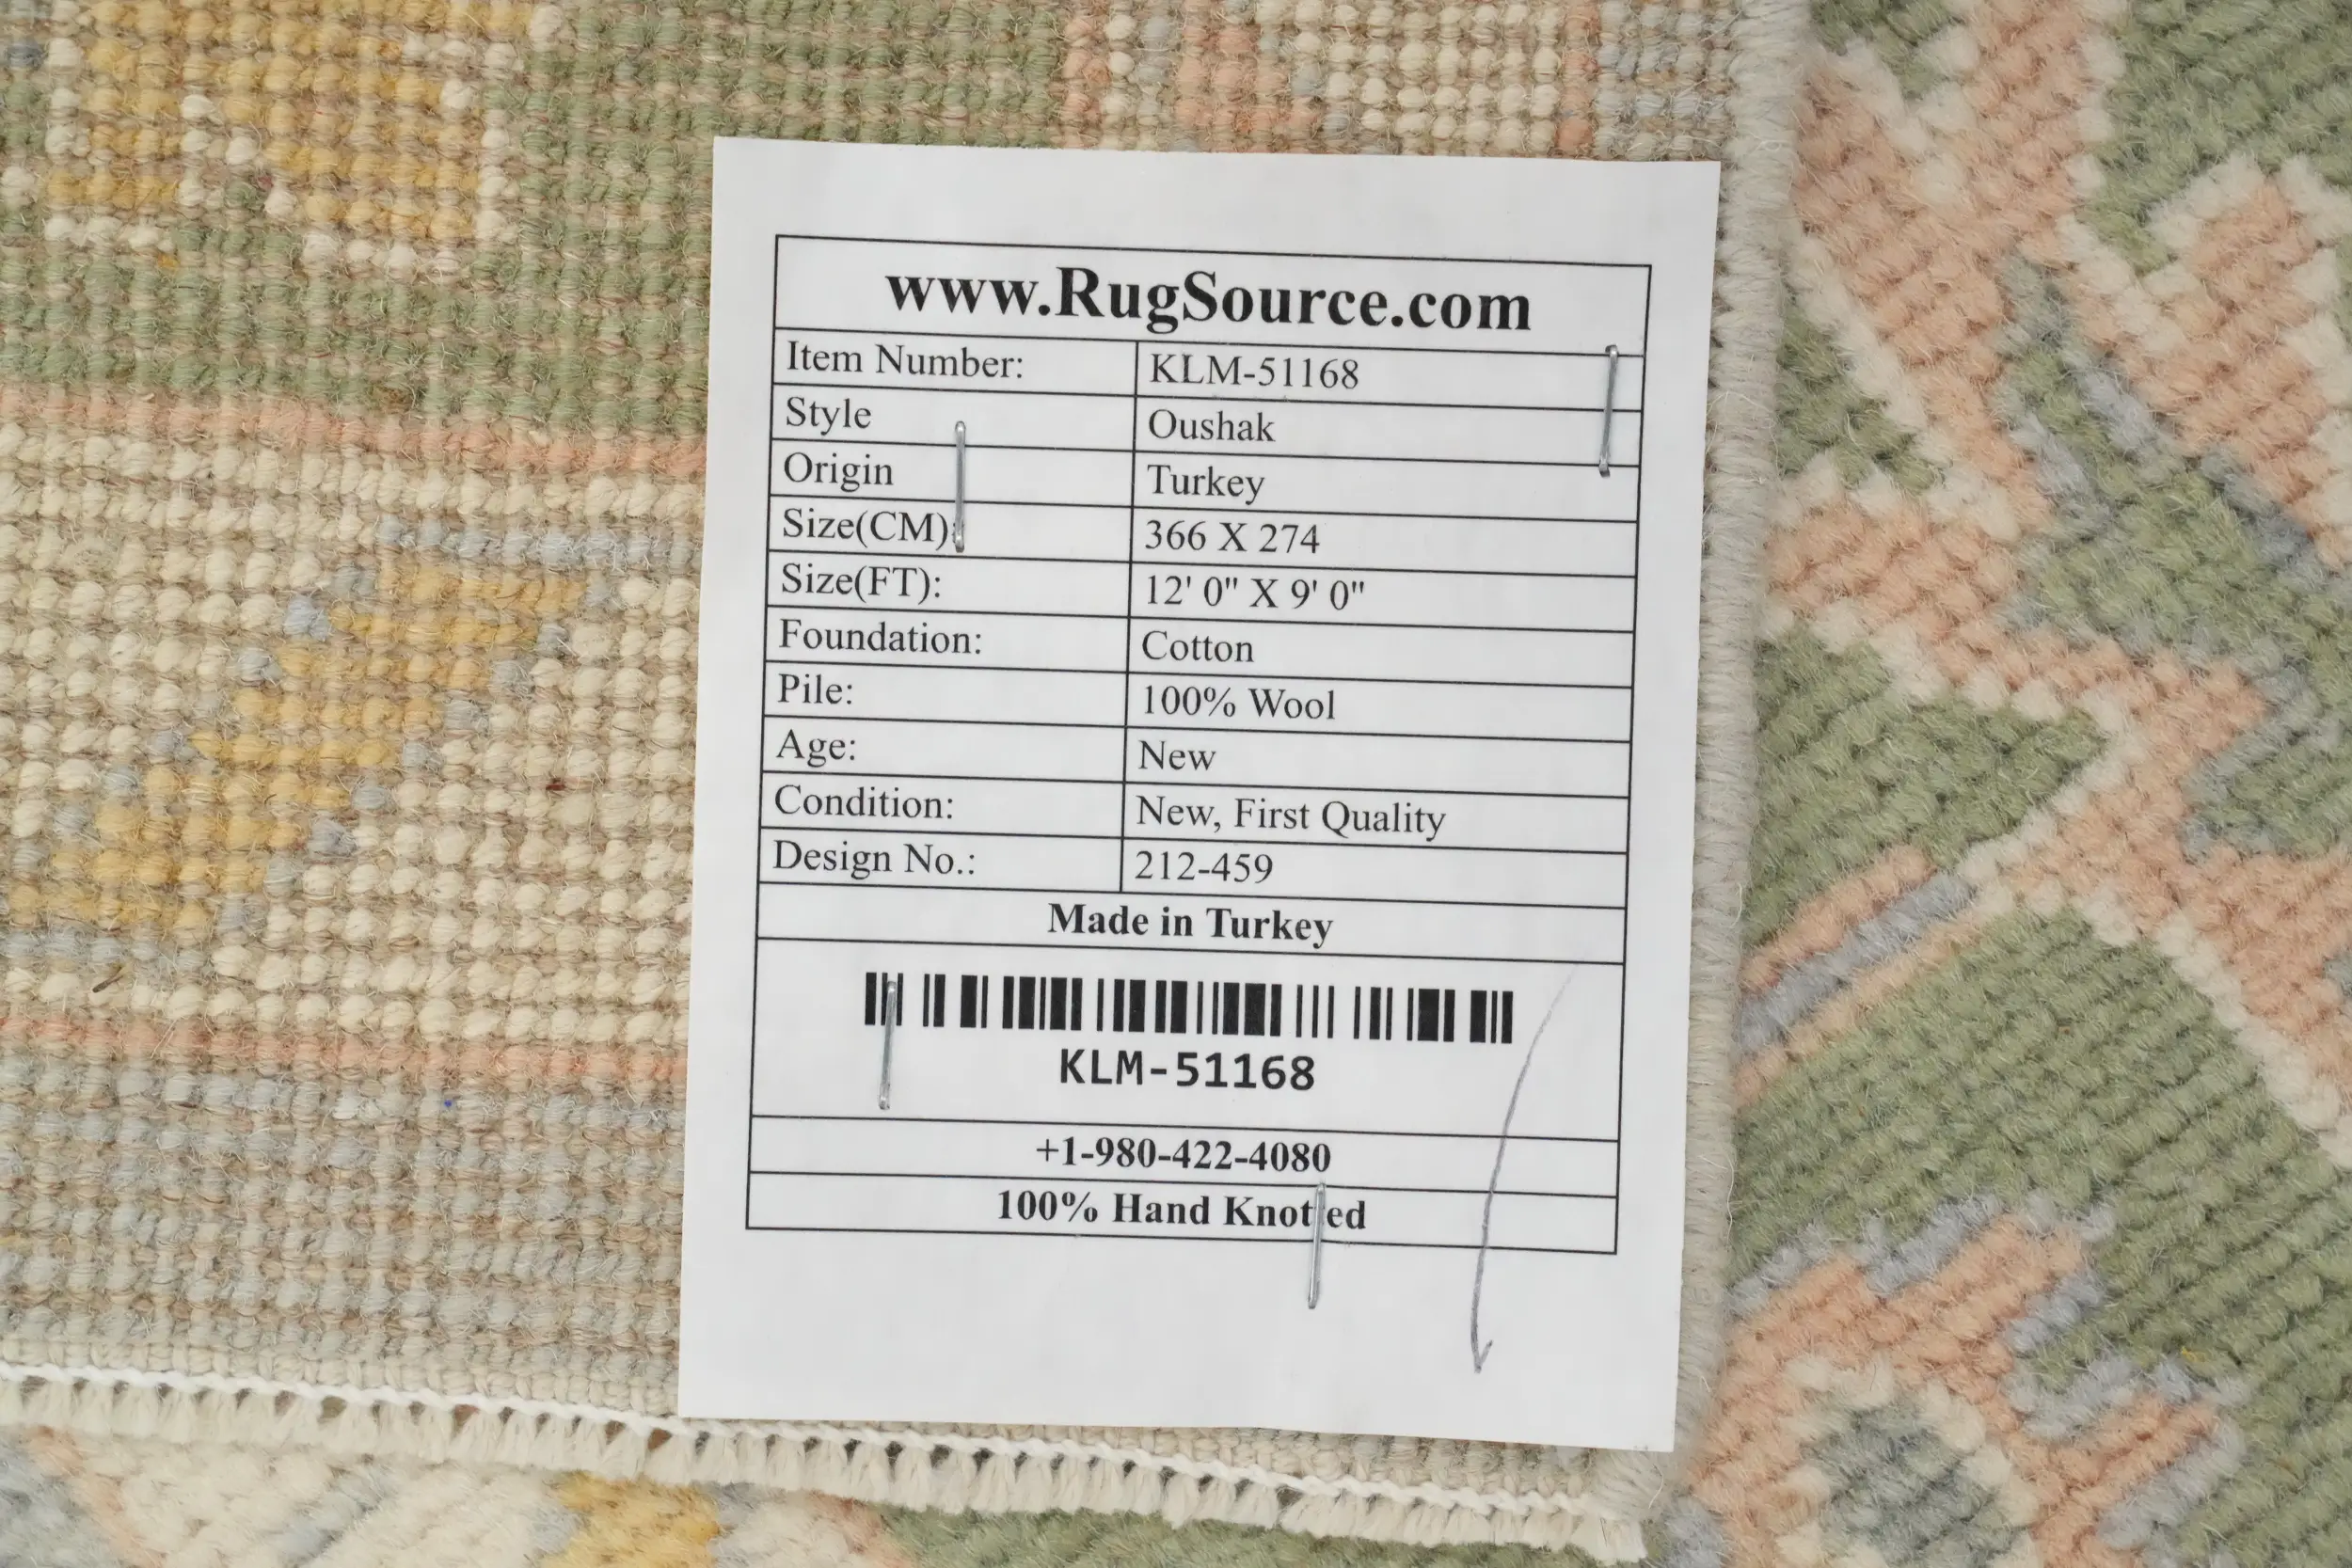 www.RugSource.com
Item Number: KLM-51168
Style Oushak
Origin Turkey
Size(CM): 366 X 274
Size(FT): 12' 0" X 9' 0"
Foundation: Cotton
Pile: 100% Wool
Age: New
Condition: New, First Quality
Design No.: 212-459
Made in Turkey
KLM-51168
+1-980-422-4080
100% Hand Knotted